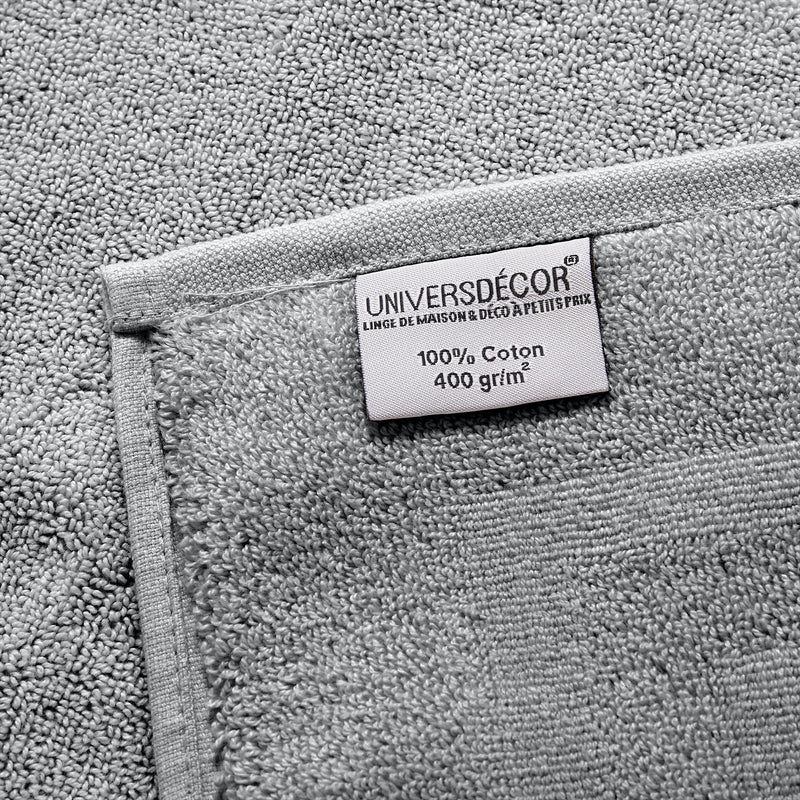 UNIVERSDÉCOR
LINGE DE MAISON & DÉCO À PETITS PRIX
100% Coton
400 gr/m²